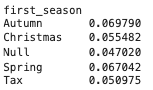 first_season
Autumn 0.069790
Christmas 0.055482
Null 0.047020
Spring 0.067042
Tax 0.050975